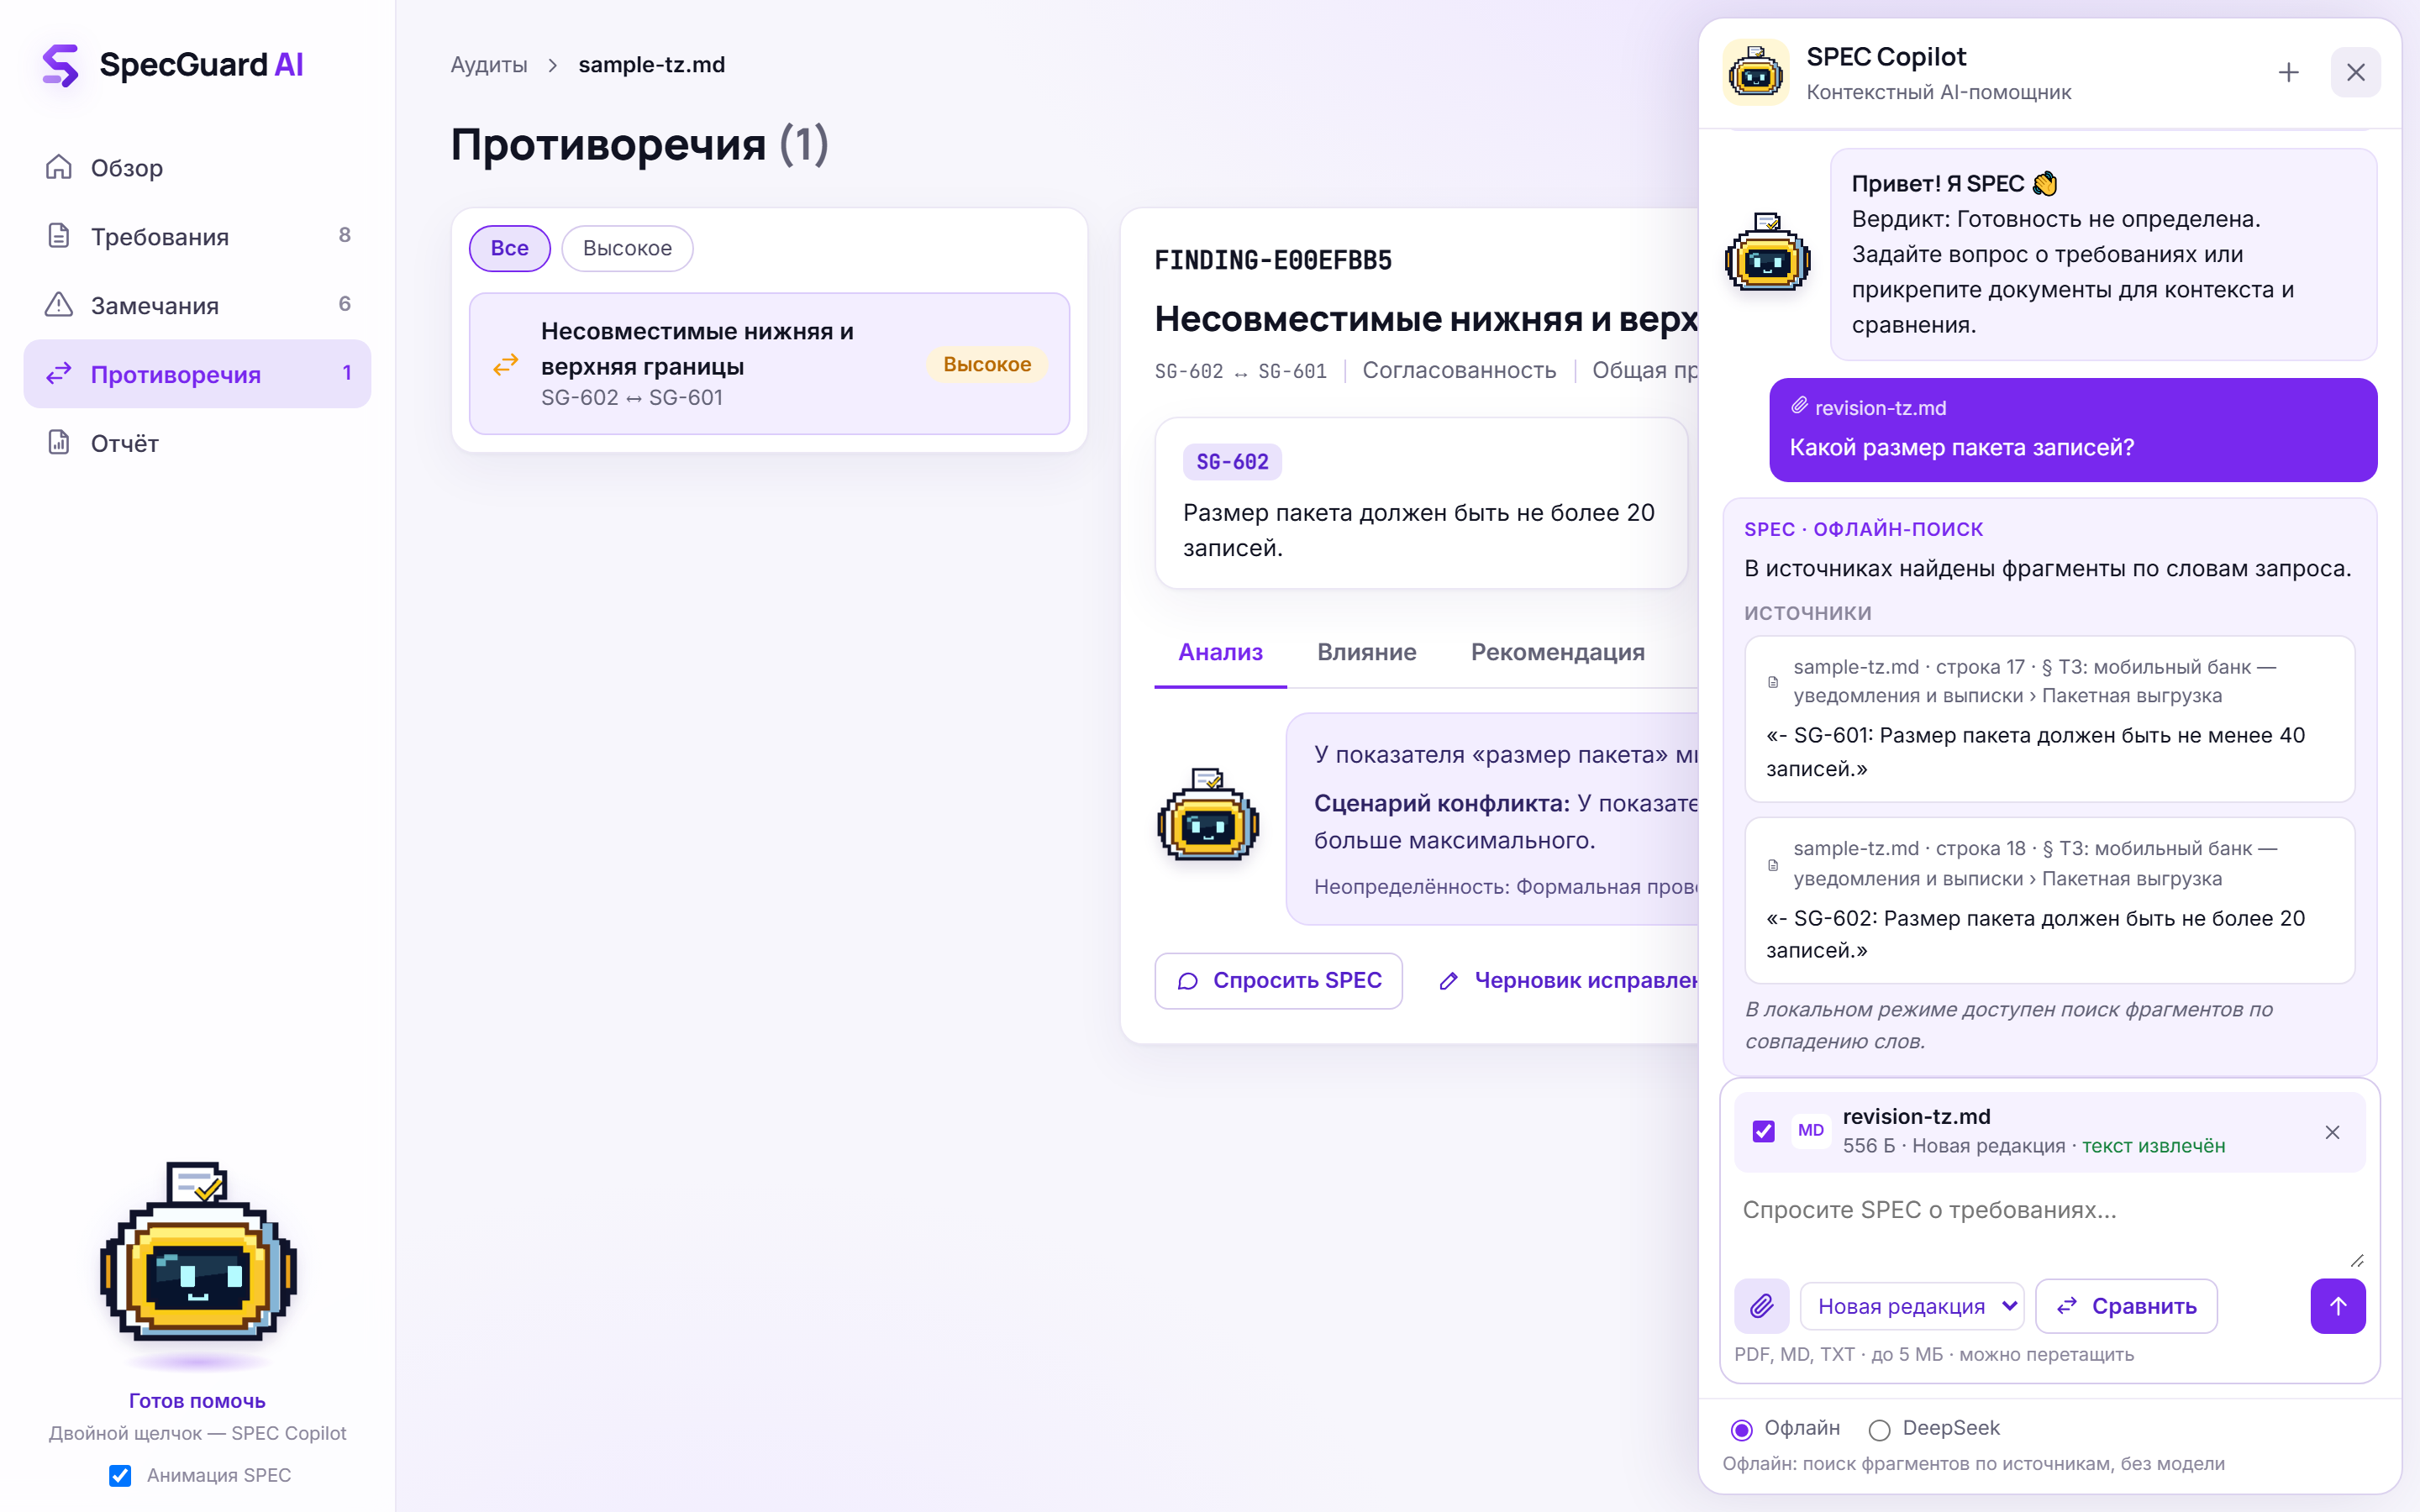 SpecGuard AI
Обзор
Требования 8
Замечания 6
Противоречия 1
Отчёт
Готов помочь
Двойной щелчок — SPEC Copilot
Анимация SPEC
Аудиты > sample-tz.md
Противоречия (1)
Все Высокое
Несовместимые нижняя и
верхняя границы
SG-602 ↔ SG-601
Высокое
FINDING-E00EFBB5
Несовместимые нижняя и верх
SG-602 ↔ SG-601 | Согласованность | Общая пр
SG-602
Размер пакета должен быть не более 20
записей.
Анализ Влияние Рекомендация
У показателя «размер пакета» ми
Сценарий конфликта: У показате
больше максимального.
Неопределённость: Формальная прове
Спросить SPEC Черновик исправлен
SPEC Copilot
Контекстный AI-помощник
Привет! Я SPEC 👋
Вердикт: Готовность не определена.
Задайте вопрос о требованиях или
прикрепите документы для контекста и
сравнения.
revision-tz.md
Какой размер пакета записей?
SPEC · ОФЛАЙН-ПОИСК
В источниках найдены фрагменты по словам запроса.
ИСТОЧНИКИ
sample-tz.md · строка 17 · § ТЗ: мобильный банк —
уведомления и выписки › Пакетная выгрузка
«- SG-601: Размер пакета должен быть не менее 40
записей.»
sample-tz.md · строка 18 · § ТЗ: мобильный банк —
уведомления и выписки › Пакетная выгрузка
«- SG-602: Размер пакета должен быть не более 20
записей.»
В локальном режиме доступен поиск фрагментов по
совпадению слов.
MD
revision-tz.md
556 Б · Новая редакция · текст извлечён
Спросите SPEC о требованиях...
Новая редакция Сравнить
PDF, MD, TXT · до 5 МБ · можно перетащить
Офлайн DeepSeek
Офлайн: поиск фрагментов по источникам, без модели